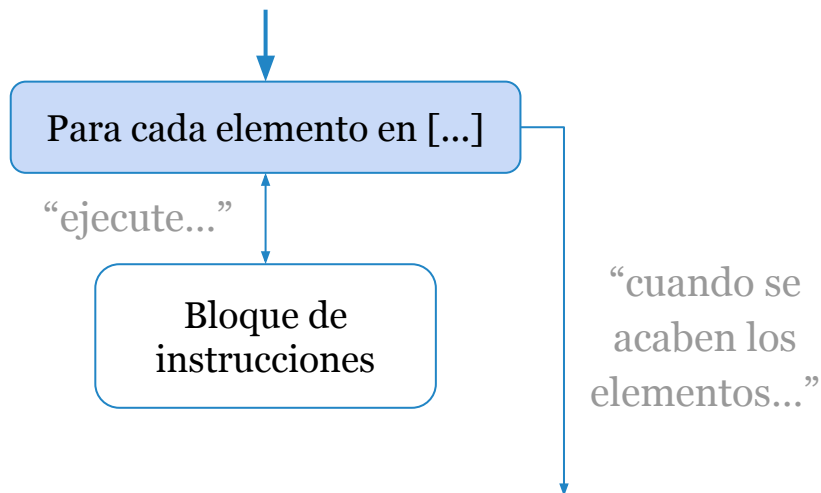 Para cada elemento en [...]
“ejecute...”
Bloque de
instrucciones
“cuando se
acaben los
elementos...”